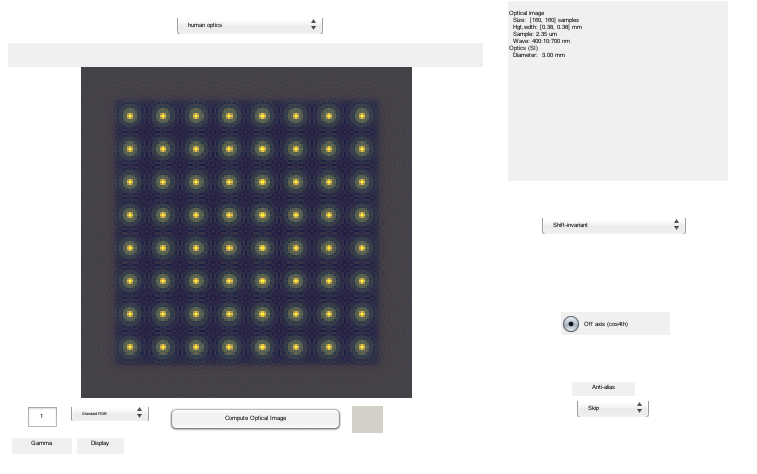 human optics
Optical image
Size: [160, 160] samples
Hgt,wdth: [0.38, 0.38] mm
Sample: 2.35 um
Wave: 400:10:700 nm
Optics (SI)
Diameter: 3.00 mm
Shift-invariant
Off axis (cos4th)
Anti-alias
Skip
1
Standard RGB
Compute Optical Image
Gamma
Display